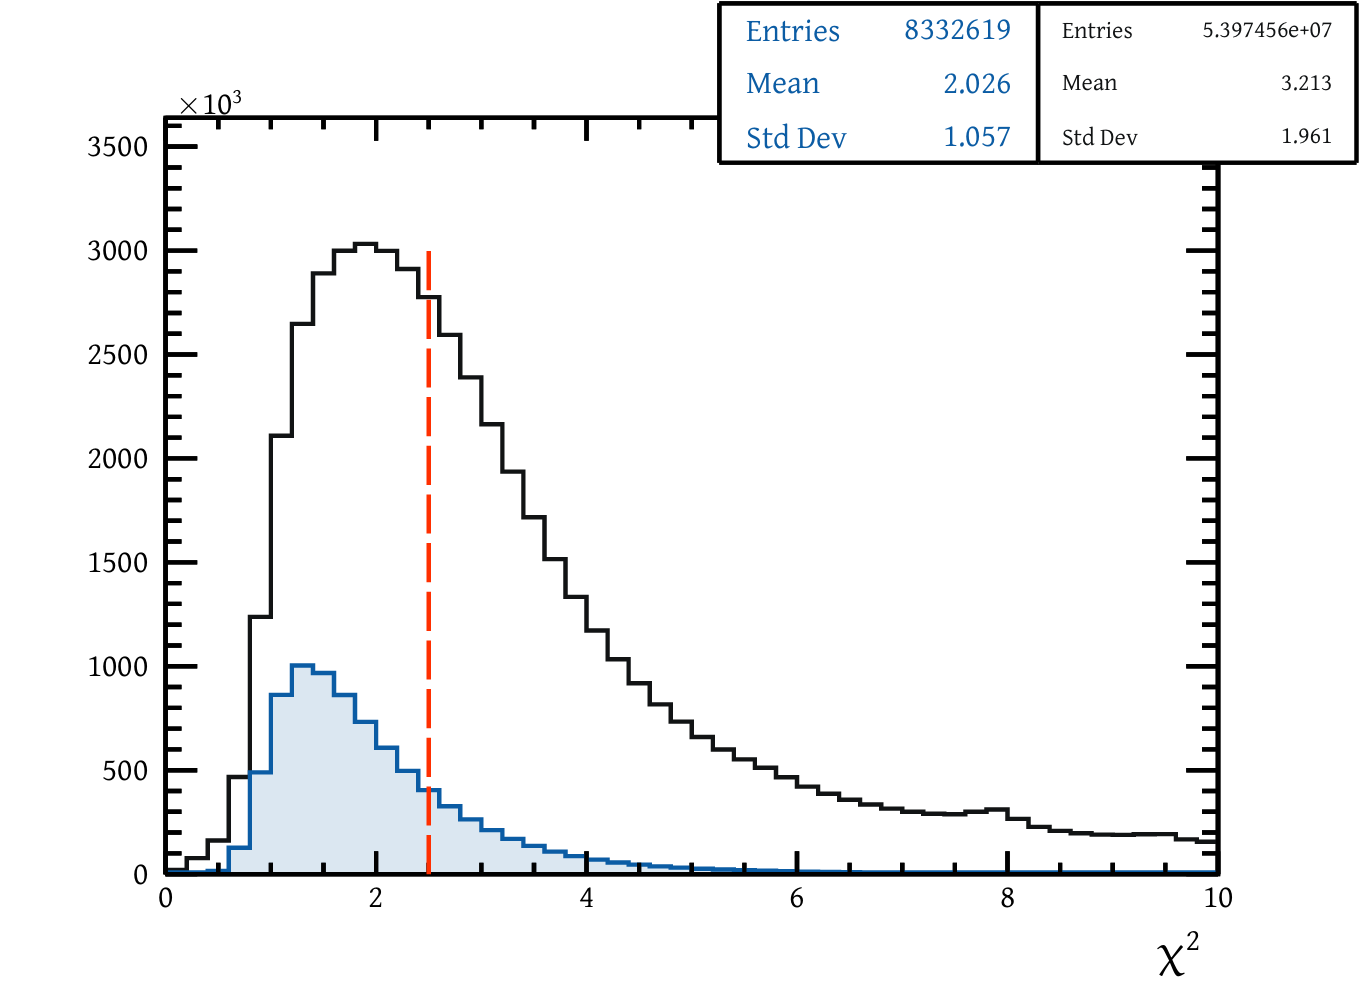 Entries 8332619 Entries 5.397456e+07
Mean 2.026 Mean 3.213
Std Dev 1.057 Std Dev 1.961
×10³
3500
3000
2500
2000
1500
1000
500
0
0 2 4 6 8 10
χ²